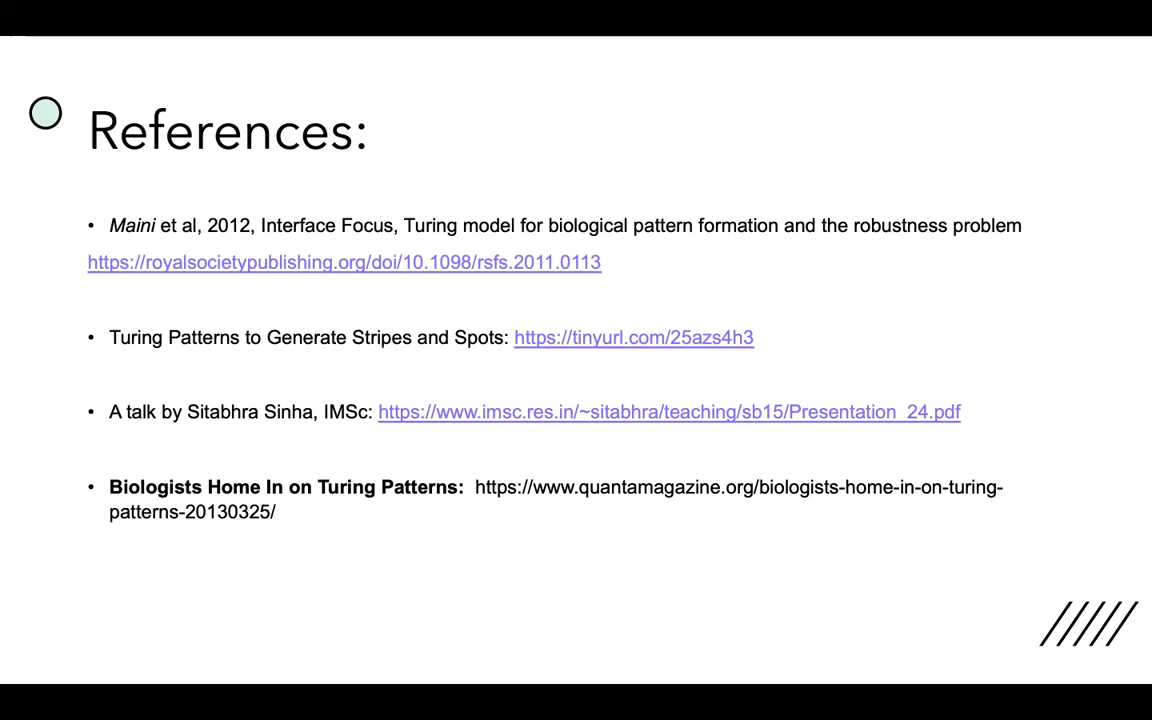 References:
• Maini et al, 2012, Interface Focus, Turing model for biological pattern formation and the robustness problem
https://royalsocietypublishing.org/doi/10.1098/rsfs.2011.0113
• Turing Patterns to Generate Stripes and Spots: https://tinyurl.com/25azs4h3
• A talk by Sitabhra Sinha, IMSc: https://www.imsc.res.in/~sitabhra/teaching/sb15/Presentation_24.pdf
• Biologists Home In on Turing Patterns: https://www.quantamagazine.org/biologists-home-in-on-turing-
patterns-20130325/